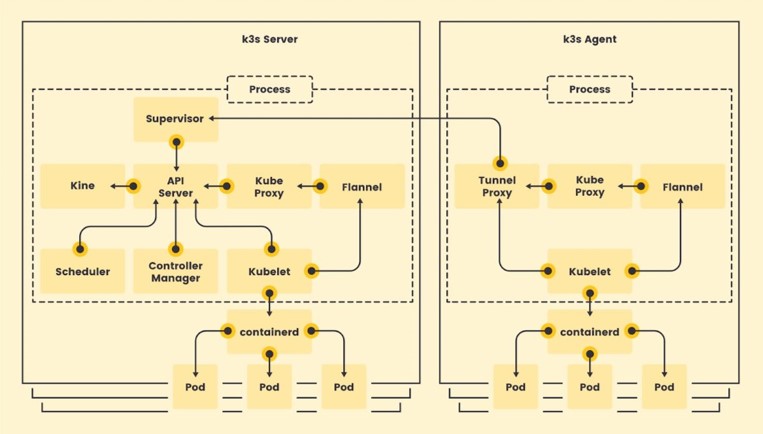 k3s Server
Process
Supervisor
Kine
API
Server
Kube
Proxy
Flannel
Scheduler
Controller
Manager
Kubelet
containerd
Pod
Pod
Pod
k3s Agent
Process
Tunnel
Proxy
Kube
Proxy
Flannel
Kubelet
containerd
Pod
Pod
Pod